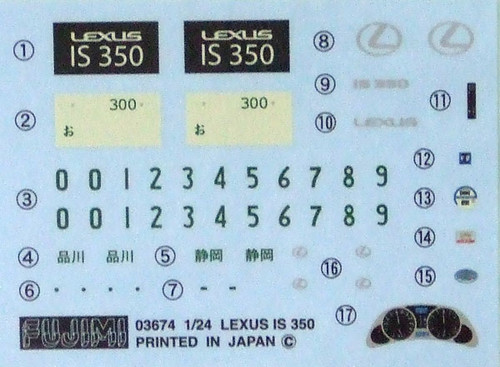 ① LEXUS IS 350 LEXUS IS 350
② 300 お 300 お
③ 0 0 1 2 3 4 5 6 7 8 9
0 0 1 2 3 4 5 6 7 8 9
④ 品川 品川 ⑤ 静岡 静岡
⑥ ・ ・ ・ ・ ⑦ - -
⑧
⑨ IS 350
⑩ LEXUS
⑪
⑫
⑬
⑭
⑮
⑯
⑰
FUJIMI 03674 1/24 LEXUS IS 350
PRINTED IN JAPAN Ⓒ